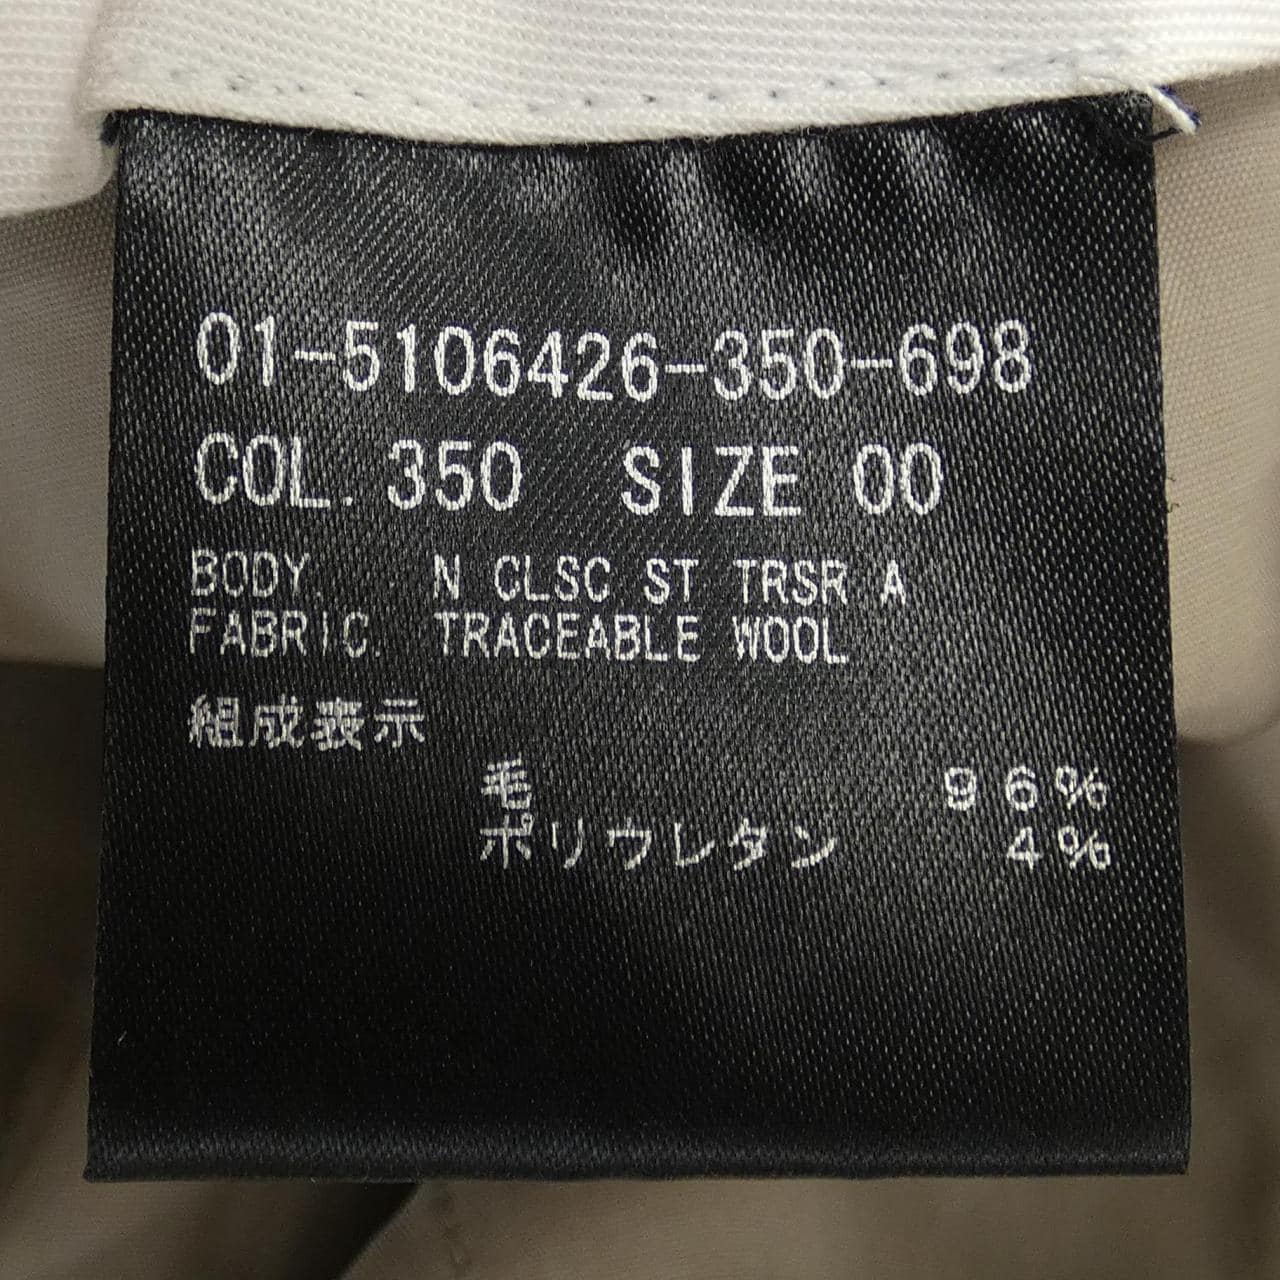 01-5106426-350-698
COL. 350 SIZE 00
BODY. N CLSC ST TRSR A
FABRIC. TRACEABLE WOOL
組成表示
毛 96%
ポリウレタン 4%